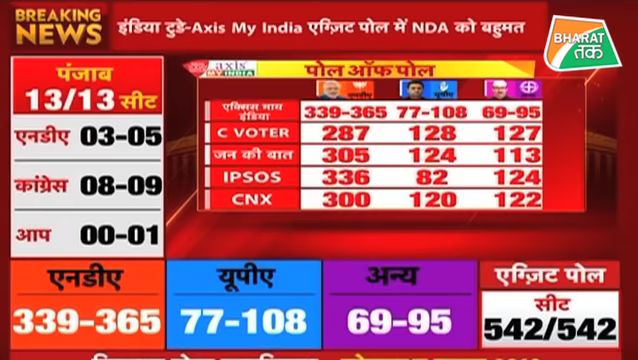 BREAKING
NEWS
इंडिया टुडे-Axis My India एग्ज़िट पोल में NDA को बहुमत
BHARAT
तक
पंजाब
13/13 सीट
एनडीए 03-05
कांग्रेस 08-09
आप 00-01
axis
MY INDIA
पोल ऑफ पोल
एनडीए यूपीए
एक्सिस माय इंडिया 339-365 77-108 69-95
C VOTER 287 128 127
जन की बात 305 124 113
IPSOS 336 82 124
CNX 300 120 122
एनडीए यूपीए अन्य एग्ज़िट पोल
सीट
339-365 77-108 69-95 542/542